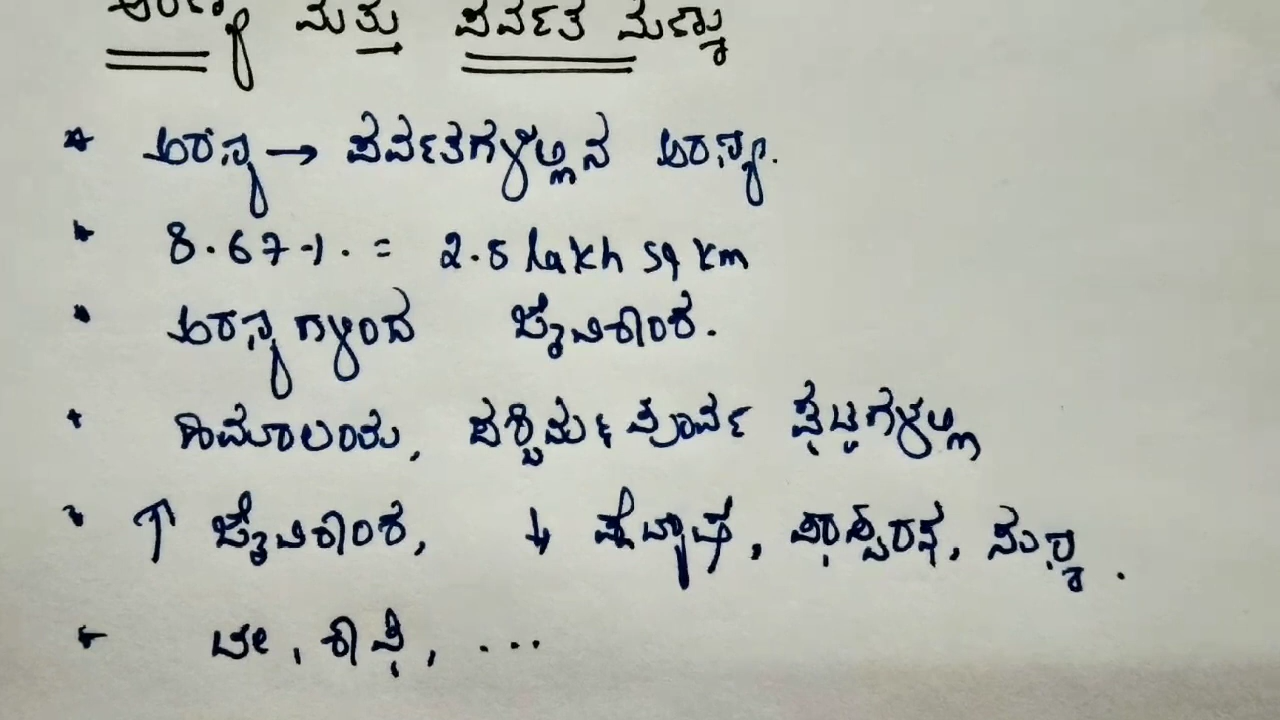 ಅರಣ್ಯ ಮತ್ತು ಪರ್ವತ ಮಣ್ಣು
* ಅರಣ್ಯ → ಪರ್ವತಗಳಲ್ಲಿನ ಅರಣ್ಯ.
* 8.67% = 2.8 lakh sq km
* ಅರಣ್ಯಗಳಿಂದ ಜೈವಿಕಾಂಶ.
* ಹಿಮಾಲಯ, ಪಶ್ಚಿಮ & ಪೂರ್ವ ಘಟ್ಟಗಳಲ್ಲಿ
* ↑ ಜೈವಿಕಾಂಶ, ↓ ಪೊಟ್ಯಾಷ್, ಫಾಸ್ಪರಸ್, ಸುಣ್ಣ.
* ಟೀ, ಕಾಫಿ, ...